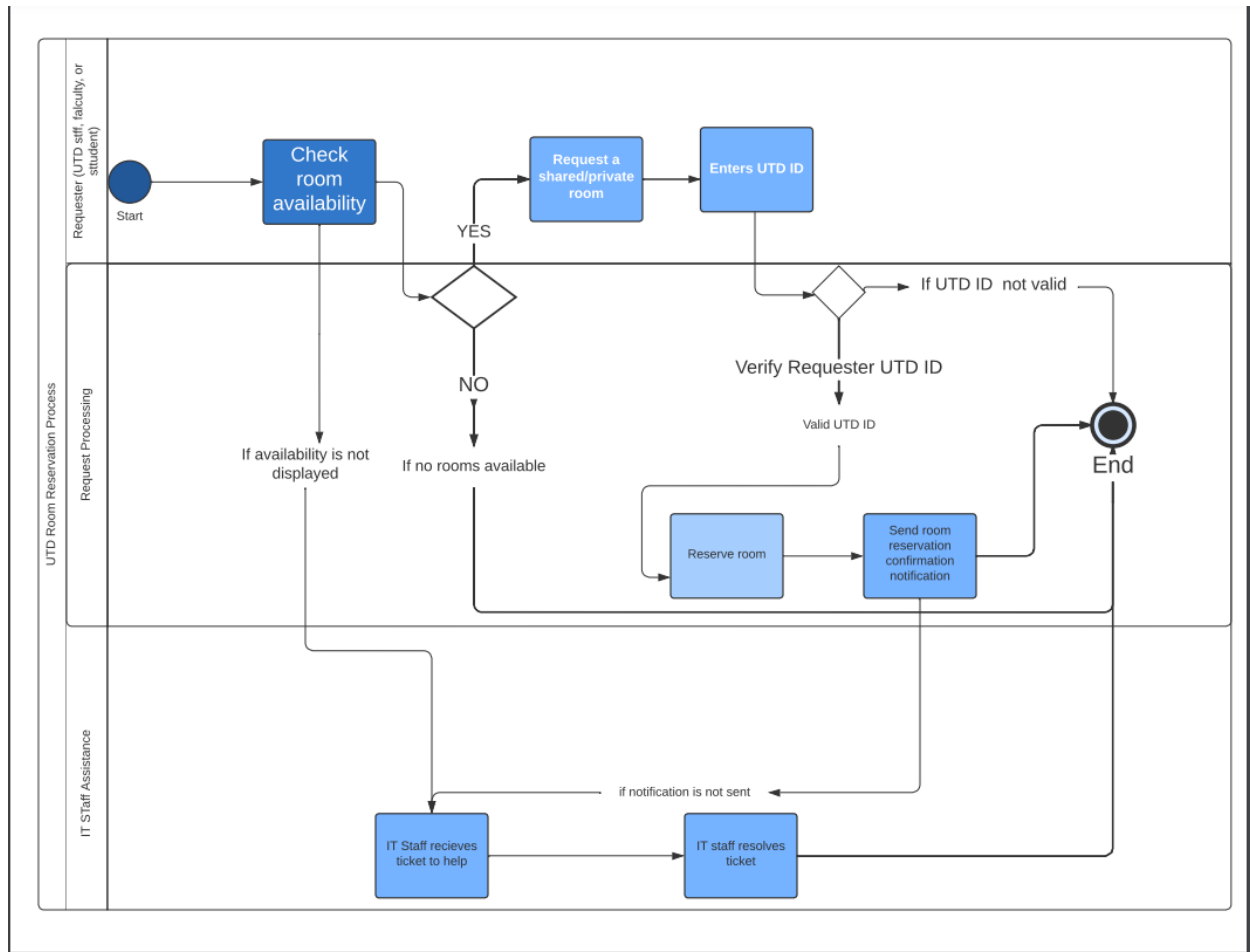 UTD Room Reservation Process
Requester (UTD stff, falculty, or
sttudent)
Start
Check
room
availability
Request a
shared/private
room
Enters UTD ID
YES
Request Processing
If UTD ID  not valid
NO
Verify Requester UTD ID
Valid UTD ID
If availability is not
displayed
If no rooms available
End
Reserve room
Send room
reservation
confirmation
notification
IT STaff Assistance
if notification is not sent
IT Staff recieves
ticket to help
IT staff resolves
ticket